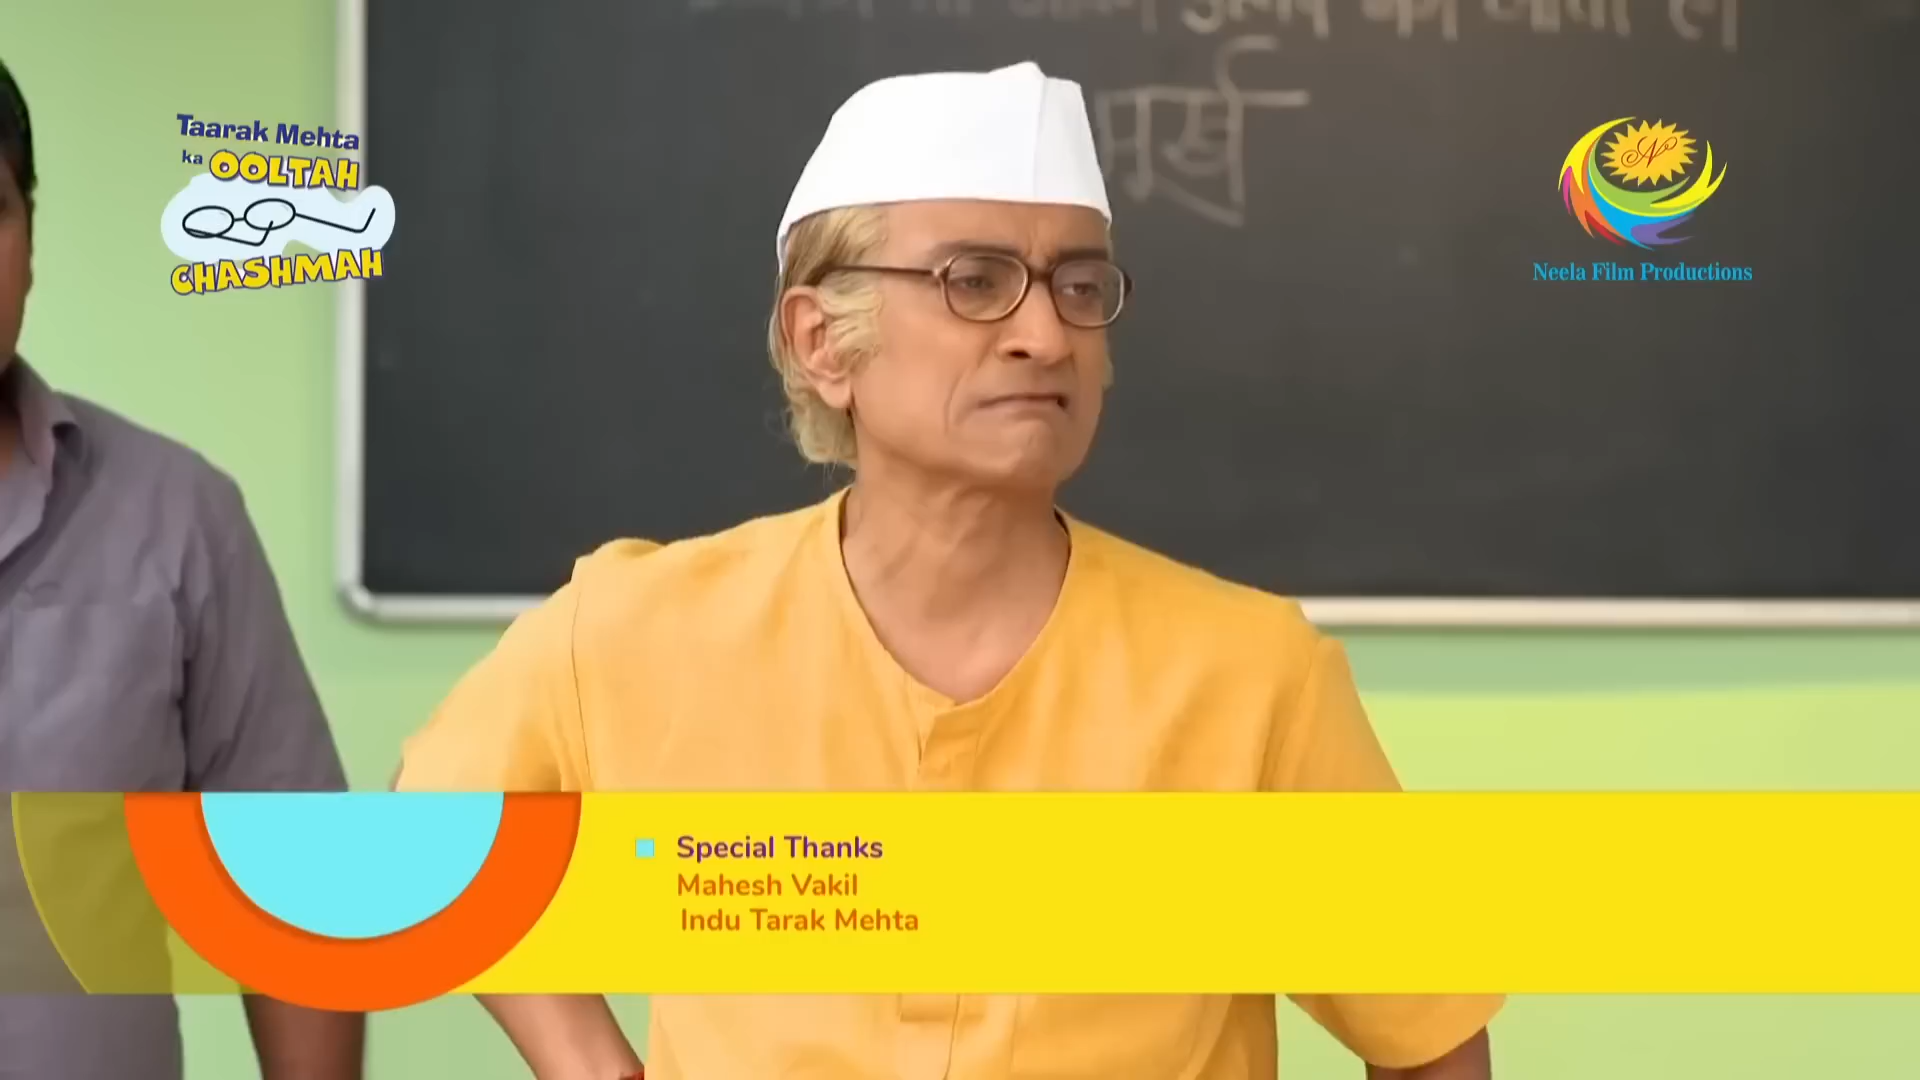 Taarak Mehta
ka OOLTAH
CHASHMAH
मूर्ख
N
Neela Film Productions
Special Thanks
Mahesh Vakil
Indu Tarak Mehta